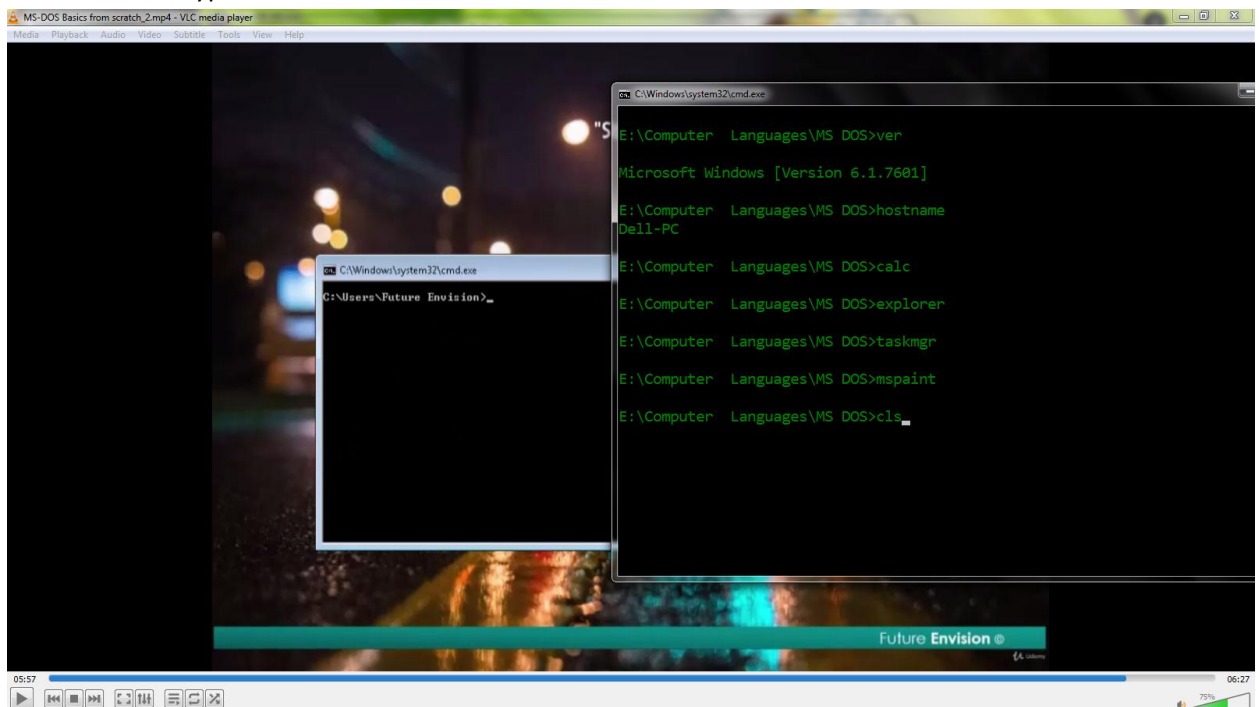 MS-DOS Basics from scratch_2.mp4 - VLC media player
Media Playback Audio Video Subtitle Tools View Help
"S
C:\Windows\system32\cmd.exe
E:\Computer  Languages\MS DOS>ver
Microsoft Windows [Version 6.1.7601]
E:\Computer  Languages\MS DOS>hostname
Dell-PC
E:\Computer  Languages\MS DOS>calc
E:\Computer  Languages\MS DOS>explorer
E:\Computer  Languages\MS DOS>taskmgr
E:\Computer  Languages\MS DOS>mspaint
E:\Computer  Languages\MS DOS>cls
C:\Windows\system32\cmd.exe
C:\Users\Future Envision>_
Future Envision ©
Udemy
05:57
06:27
75%